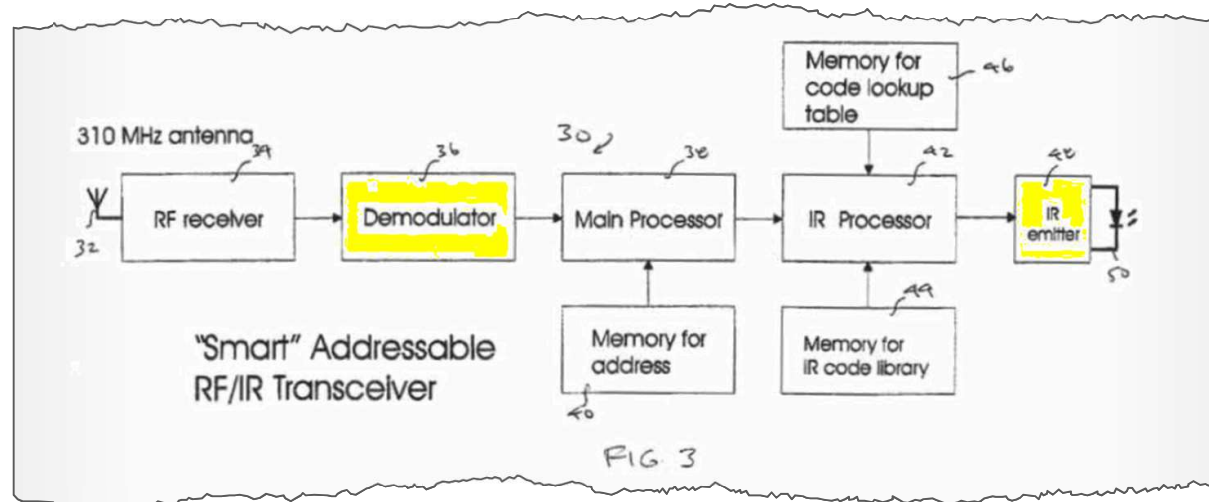 Memory for
code lookup
table
46
310 MHz antenna
34
36
30
38
42
48
RF receiver
Demodulator
Main Processor
IR Processor
IR
emitter
32
50
44
"Smart" Addressable
RF/IR Transceiver
Memory for
address
Memory for
IR code library
40
FIG. 3